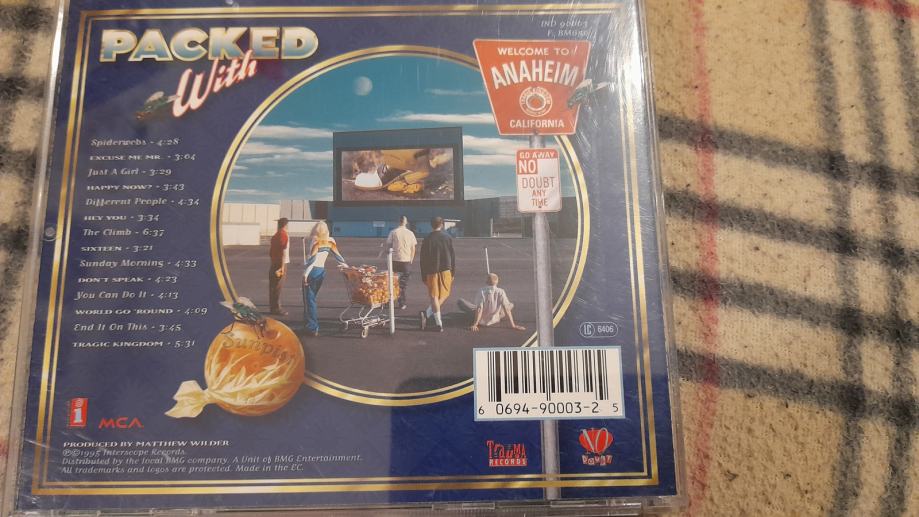 PACKED
With
Spiderwebs - 4:28
EXCUSE ME MR. • 3:04
Just A Girl - 3:29
HAPPY NOW? • 3:43
Different People - 4:34
HEY YOU • 3:34
The Climb - 6:37
SIXTEEN • 3:21
Sunday Morning - 4:33
DON'T SPEAK • 4:23
You Can Do It - 4:13
WORLD GO 'ROUND • 4:09
End It On This - 3:45
TRAGIC KINGDOM • 5:31
WELCOME TO
ANAHEIM
CALIFORNIA
GO AWAY
NO
DOUBT
ANY
TIME
LC 6406
6 0694-90003-2 5
i
MCA
PRODUCED BY MATTHEW WILDER
℗©1995 Interscope Records.
Distributed by the local BMG company. A Unit of BMG Entertainment.
All trademarks and logos are protected. Made in the EC.
Trauma
RECORDS
NO
DOUBT